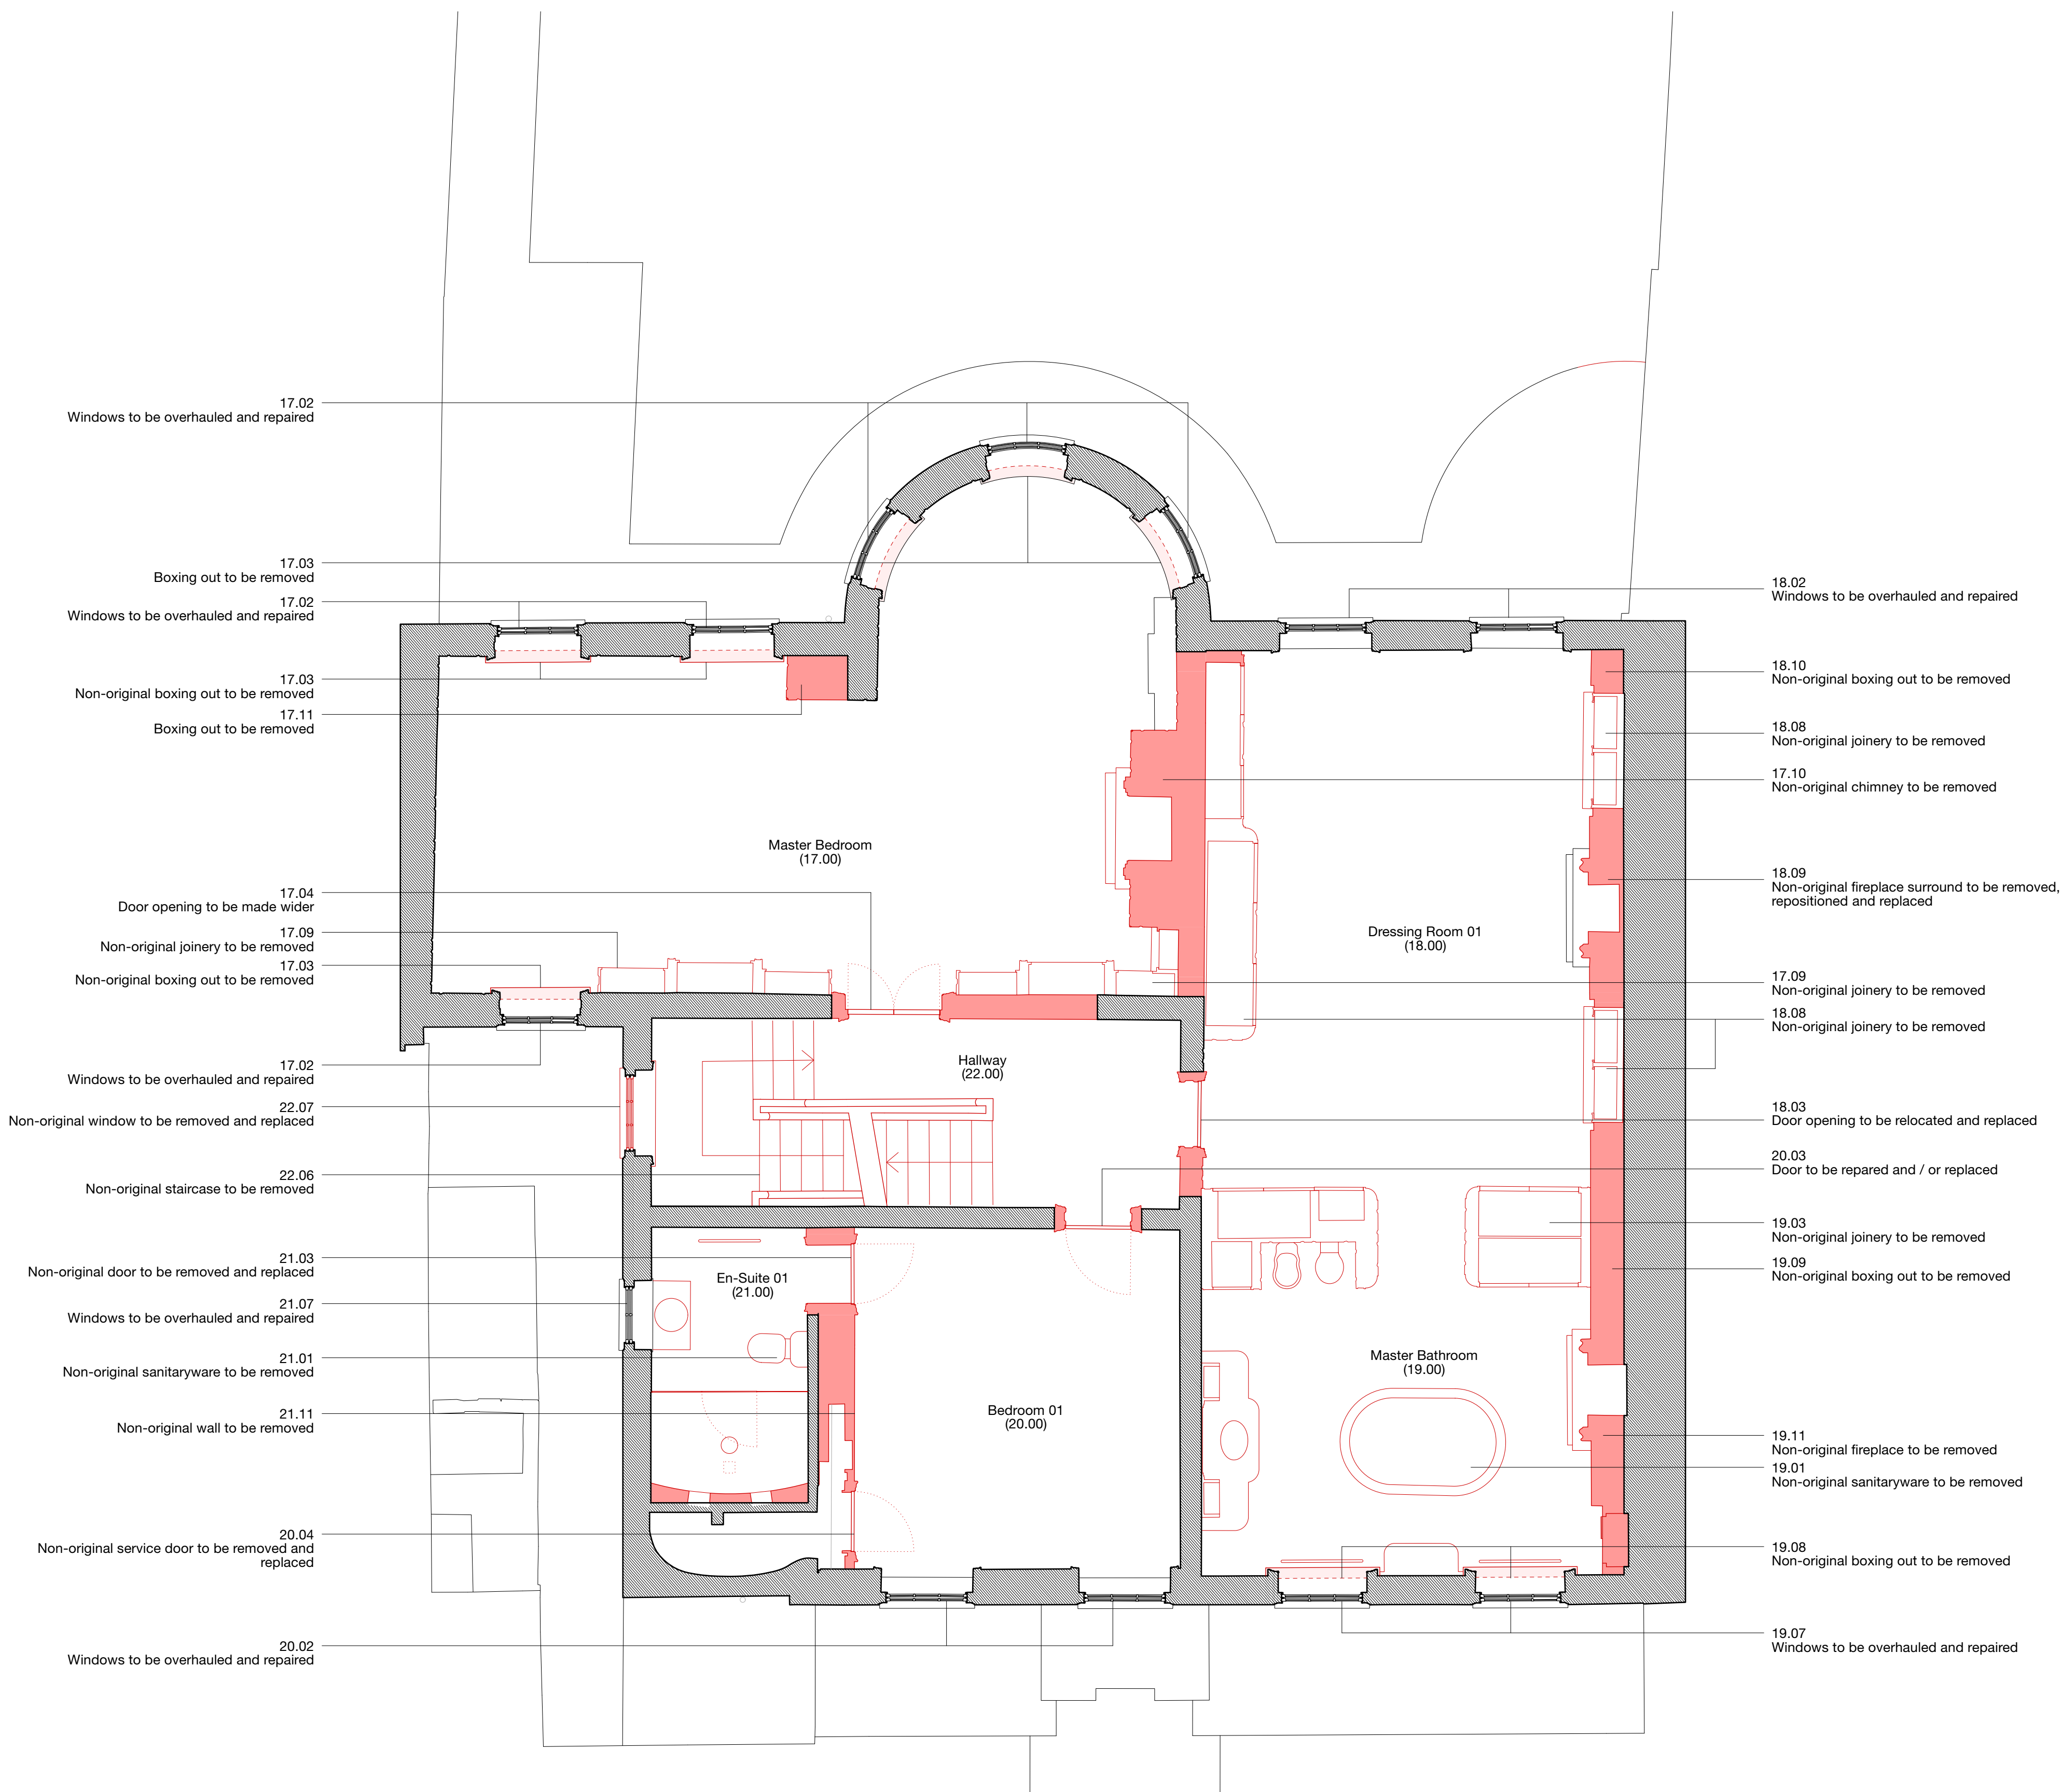 17.02
Windows to be overhauled and repaired
17.03
Boxing out to be removed
17.02
Windows to be overhauled and repaired
17.03
Non-original boxing out to be removed
17.11
Boxing out to be removed
17.04
Door opening to be made wider
17.09
Non-original joinery to be removed
17.03
Non-original boxing out to be removed
17.02
Windows to be overhauled and repaired
22.07
Non-original window to be removed and replaced
22.06
Non-original staircase to be removed
21.03
Non-original door to be removed and replaced
21.07
Windows to be overhauled and repaired
21.01
Non-original sanitaryware to be removed
21.11
Non-original wall to be removed
20.04
Non-original service door to be removed and
replaced
20.02
Windows to be overhauled and repaired
Master Bedroom
(17.00)
Dressing Room 01
(18.00)
Hallway
(22.00)
En-Suite 01
(21.00)
Bedroom 01
(20.00)
Master Bathroom
(19.00)
18.02
Windows to be overhauled and repaired
18.10
Non-original boxing out to be removed
18.08
Non-original joinery to be removed
17.10
Non-original chimney to be removed
18.09
Non-original fireplace surround to be removed,
repositioned and replaced
17.09
Non-original joinery to be removed
18.08
Non-original joinery to be removed
18.03
Door opening to be relocated and replaced
20.03
Door to be repared and / or replaced
19.03
Non-original joinery to be removed
19.09
Non-original boxing out to be removed
19.11
Non-original fireplace to be removed
19.01
Non-original sanitaryware to be removed
19.08
Non-original boxing out to be removed
19.07
Windows to be overhauled and repaired